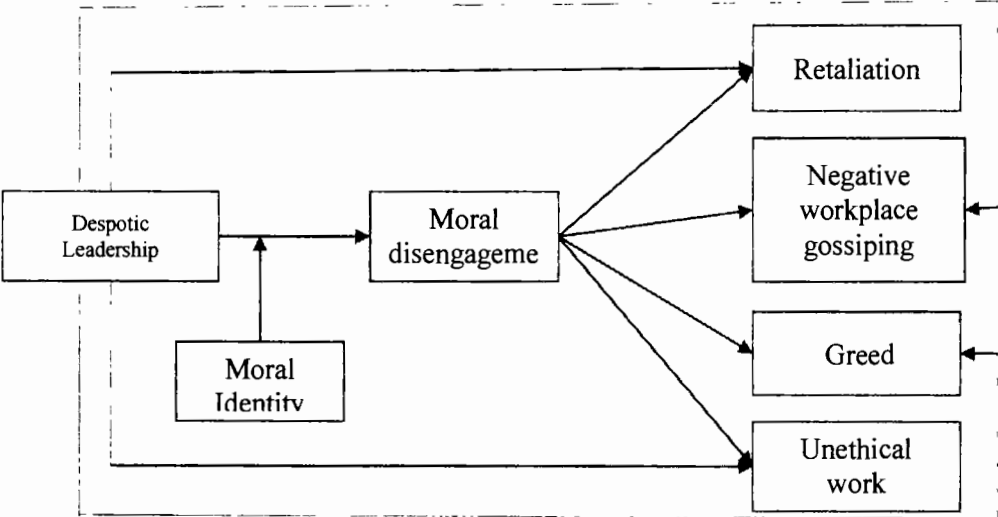 Retaliation
Negative
workplace
gossiping
Despotic
Leadership
Moral
disengageme
Moral
Identity
Greed
Unethical
work